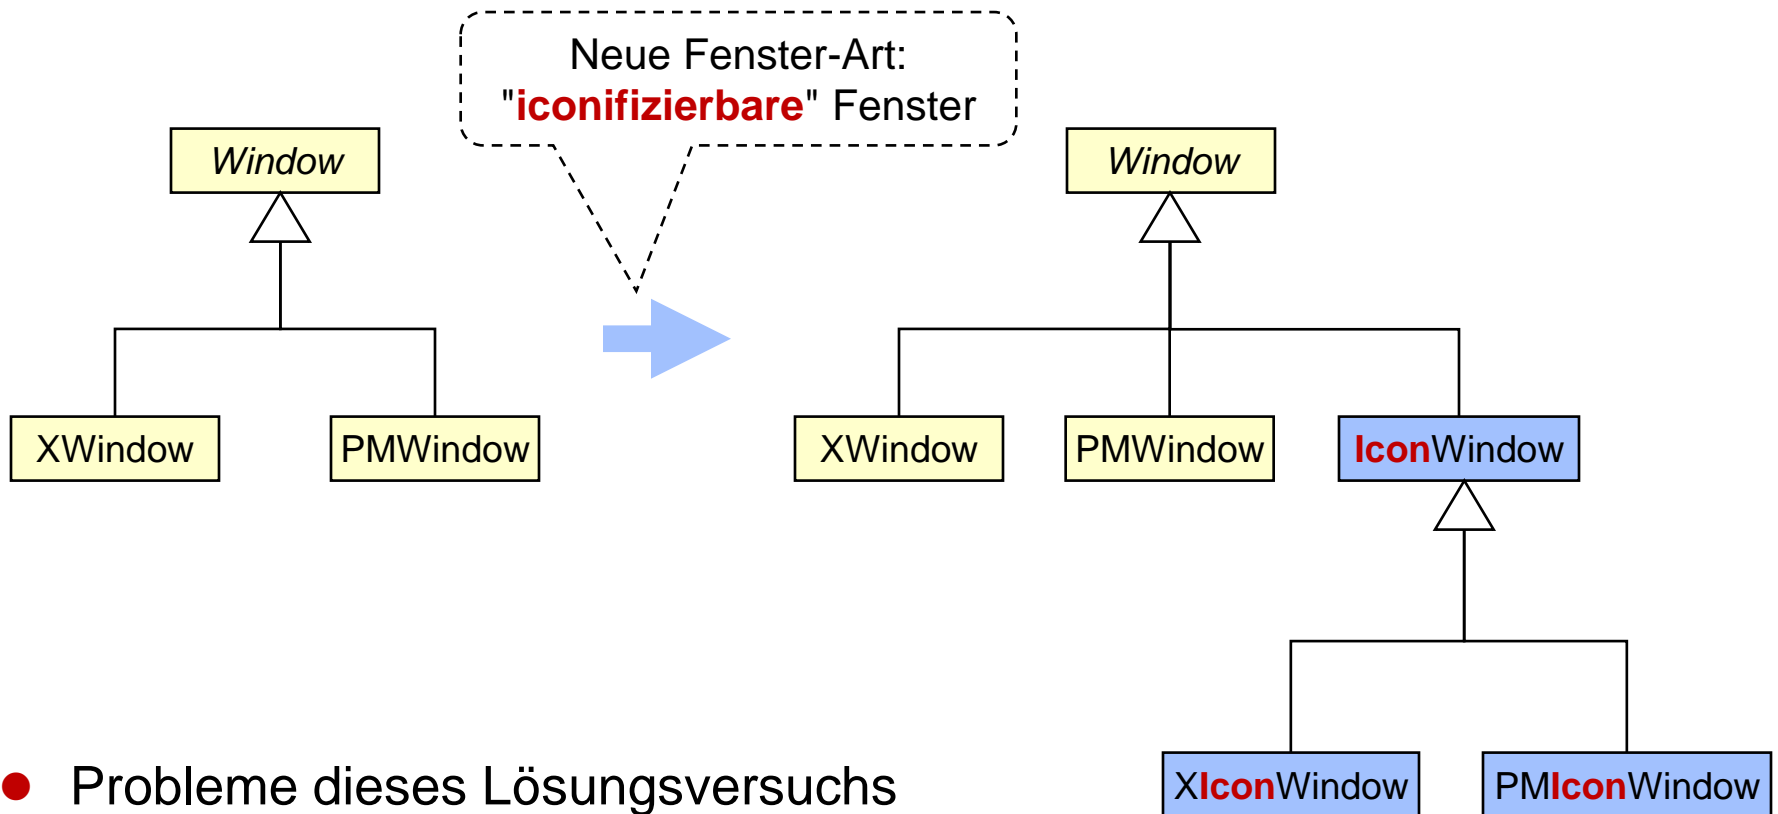 Neue Fenster-Art:
"iconifizierbare" Fenster
Window
Window
XWindow
PMWindow
XWindow
PMWindow
IconWindow
Probleme dieses Lösungsversuchs
XIconWindow
PMIconWindow